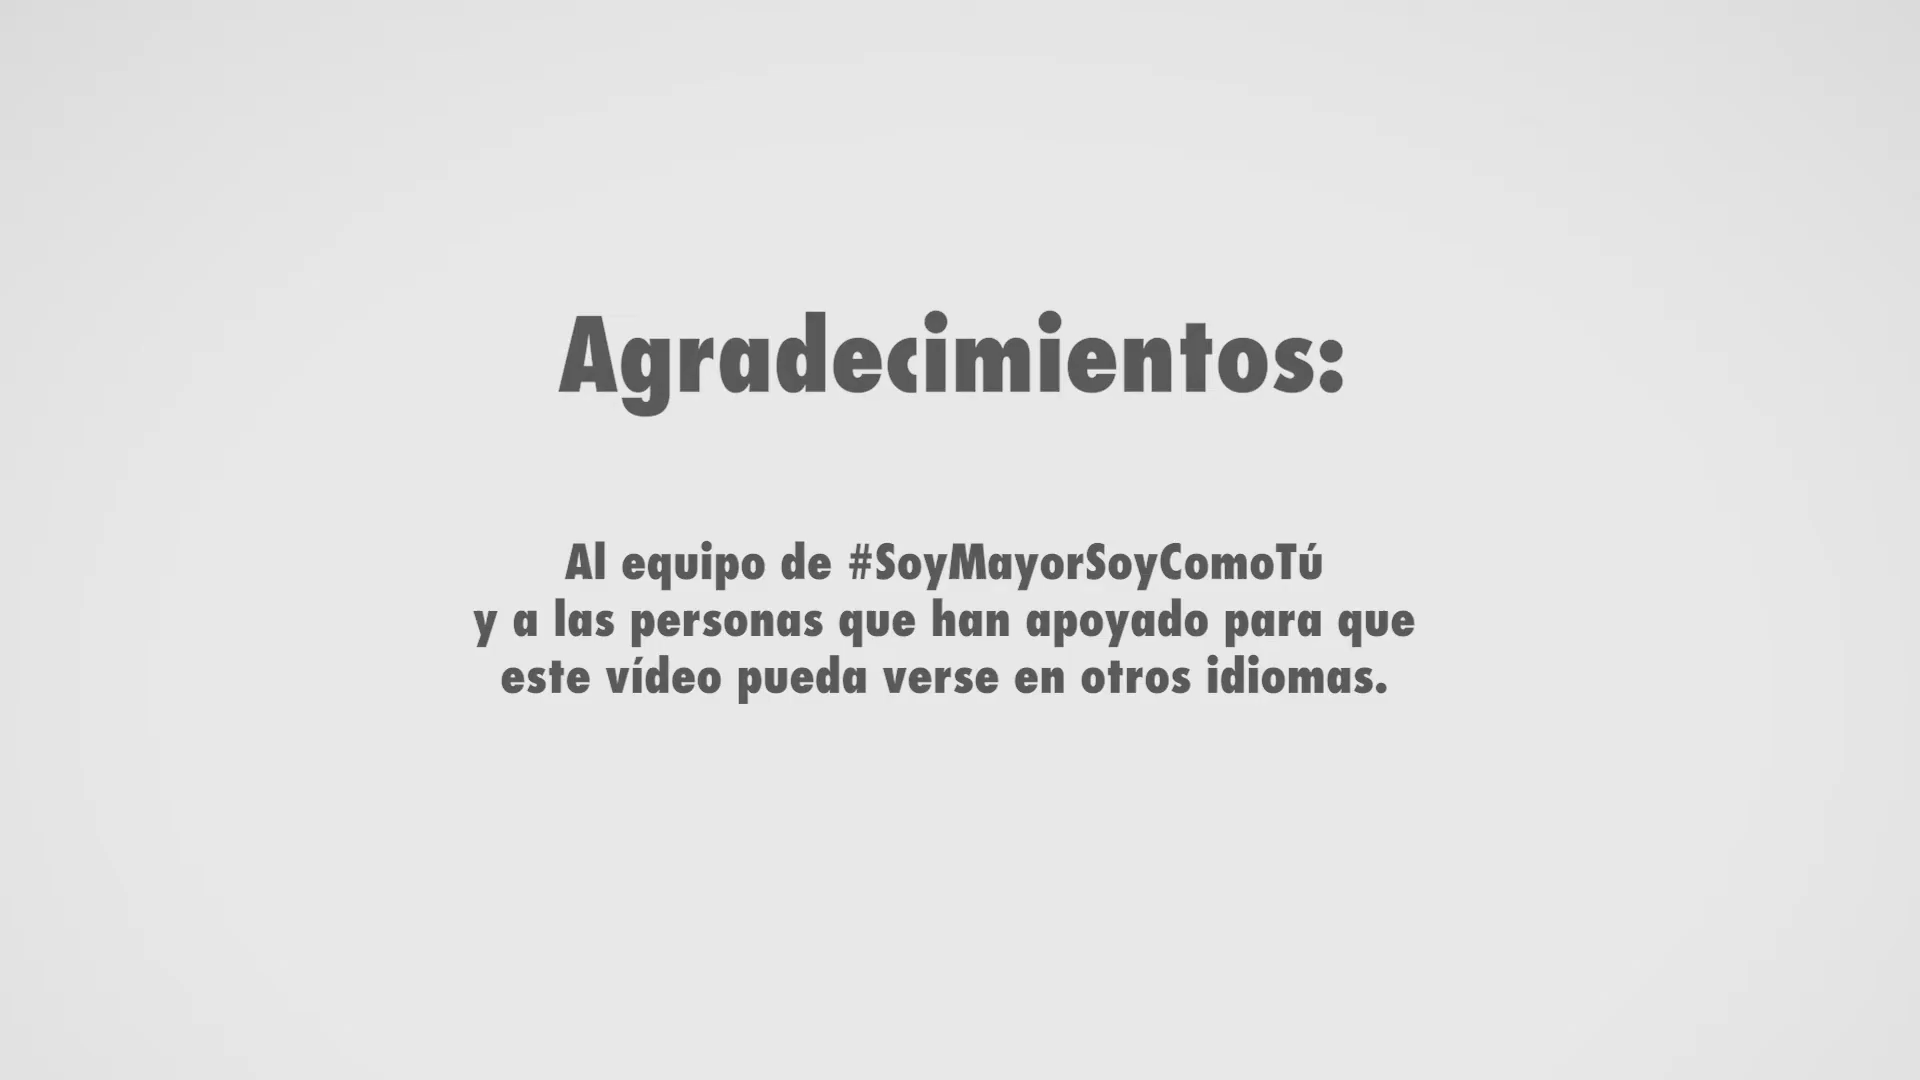 Agradecimientos:
Al equipo de #SoyMayorSoyComoTú
y a las personas que han apoyado para que
este vídeo pueda verse en otros idiomas.